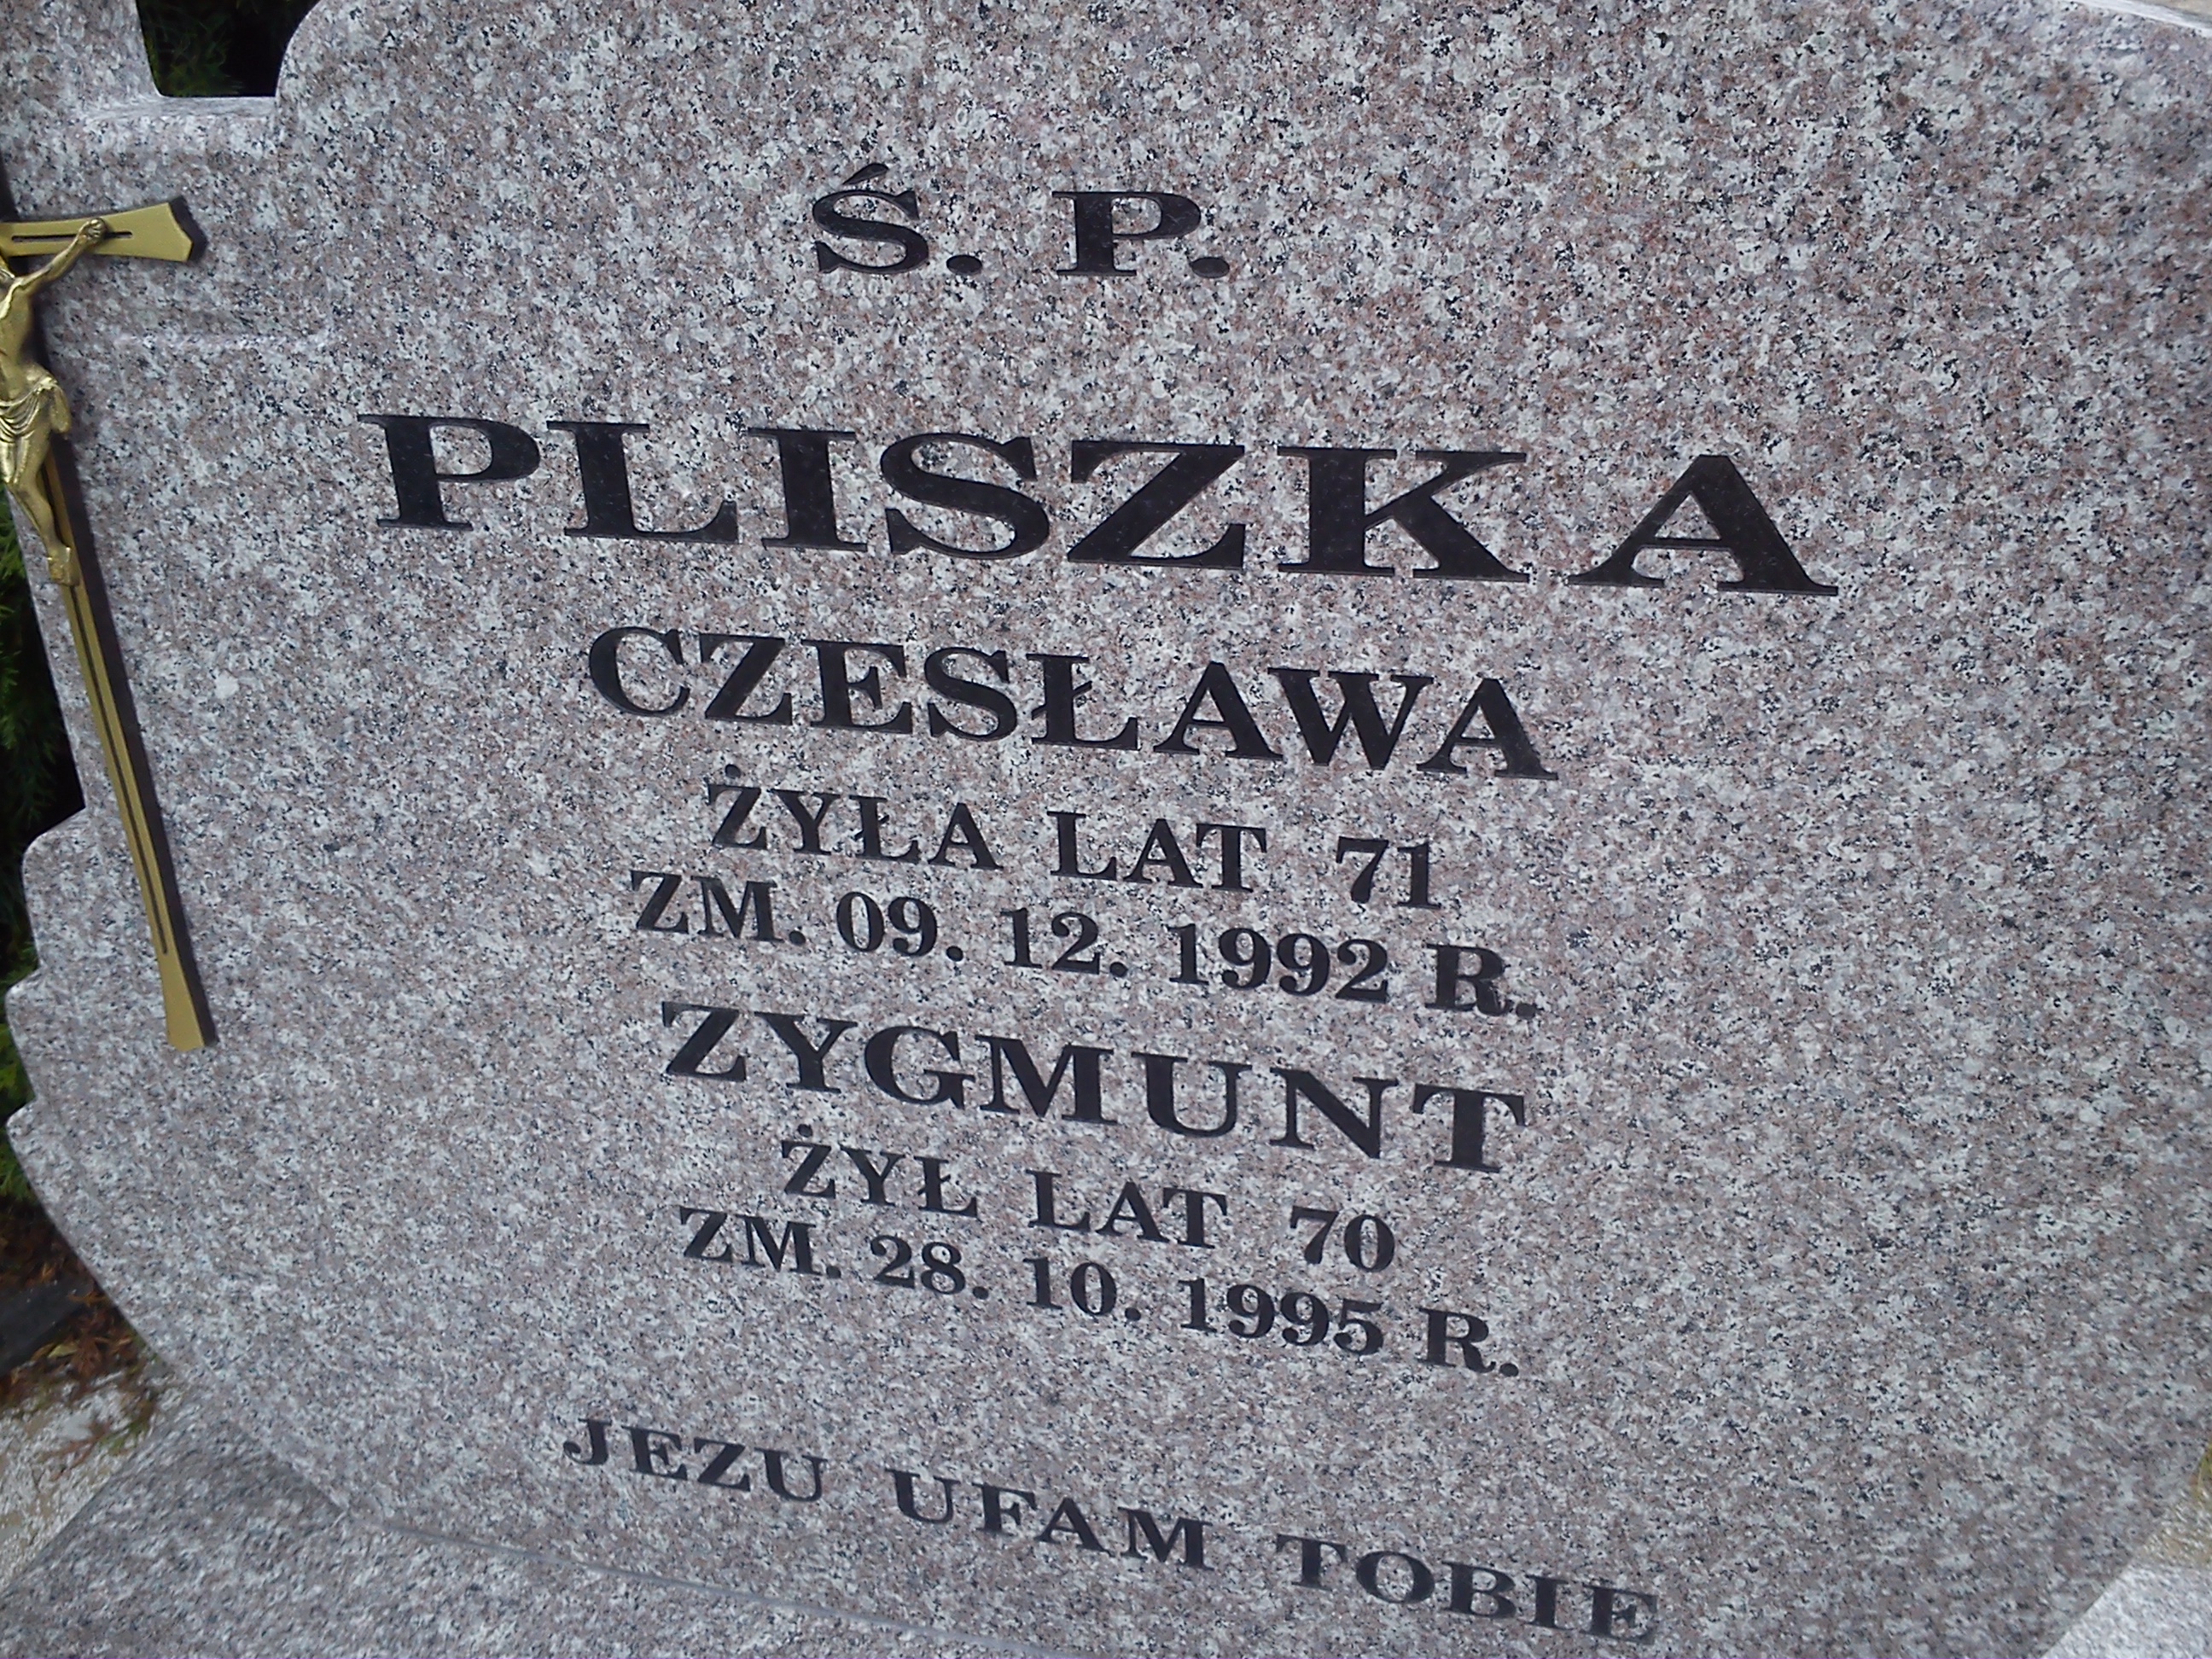 Ś. P.
PLISZKA
CZESŁAWA
ŻYŁA LAT 71
ZM. 09. 12. 1992 R.
ZYGMUNT
ŻYŁ LAT 70
ZM. 28. 10. 1995 R.
JEZU UFAM TOBIE